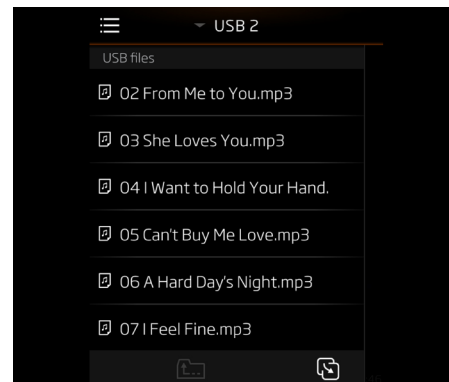 USB 2
USB files
02 From Me to You.mp3
03 She Loves You.mp3
04 I Want to Hold Your Hand.
05 Can't Buy Me Love.mp3
06 A Hard Day's Night.mp3
07 I Feel Fine.mp3